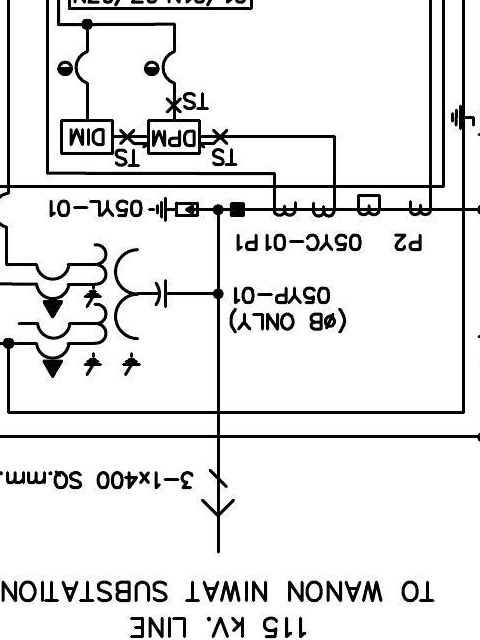 115 kV. LINE
TO WANON NIWAT SUBSTATION
3-1x400 SQ.mm.
(ØB ONLY)
05YP-01
P2 05YC-01 P1
05YL-01
TS TS
DPM DIM
TS